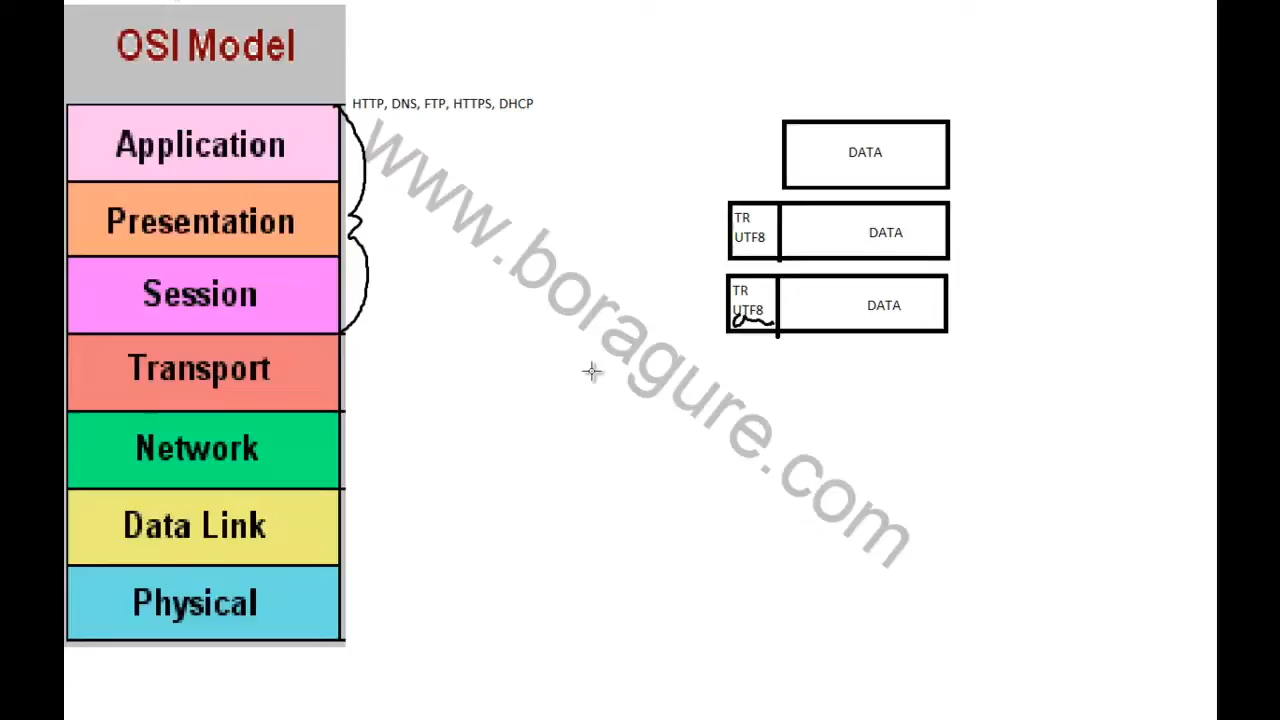 OSI Model
HTTP, DNS, FTP, HTTPS, DHCP
Application
Presentation
Session
Transport
Network
Data Link
Physical
DATA
TR
UTF8
DATA
TR
UTF8
DATA
www.boragure.com